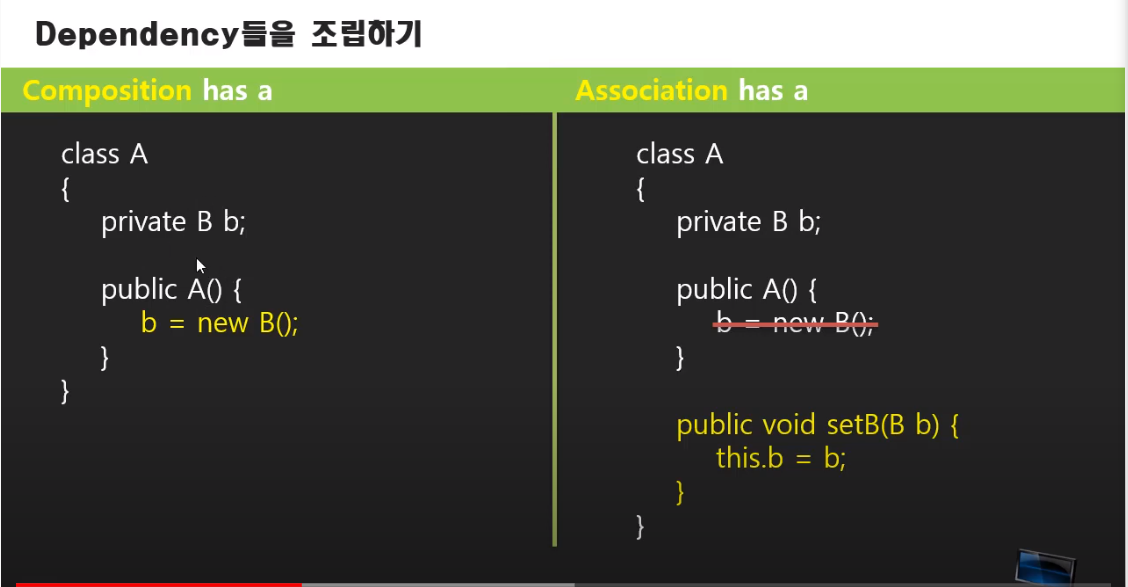 Dependency들을 조립하기
Composition has a
class A
{
private B b;
public A() {
b = new B();
}
}
Association has a
class A
{
private B b;
public A() {
b = new B();
}
public void setB(B b) {
this.b = b;
}
}